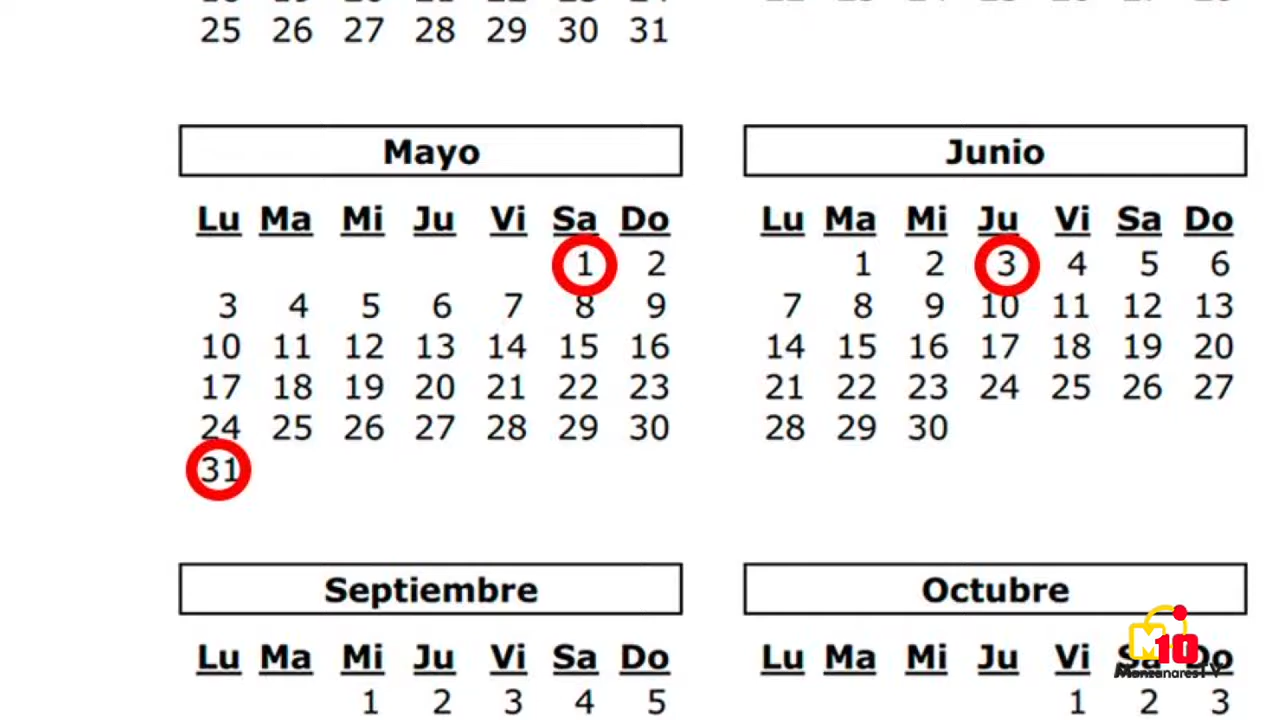 25 26 27 28 29 30 31
Mayo
Lu Ma Mi Ju Vi Sa Do
1 2
3 4 5 6 7 8 9
10 11 12 13 14 15 16
17 18 19 20 21 22 23
24 25 26 27 28 29 30
31
Junio
Lu Ma Mi Ju Vi Sa Do
1 2 3 4 5 6
7 8 9 10 11 12 13
14 15 16 17 18 19 20
21 22 23 24 25 26 27
28 29 30
Septiembre
Lu Ma Mi Ju Vi Sa Do
1 2 3 4 5
Octubre
Lu Ma Mi Ju Vi Sa Do
1 2 3
M10
ManzanaresTV